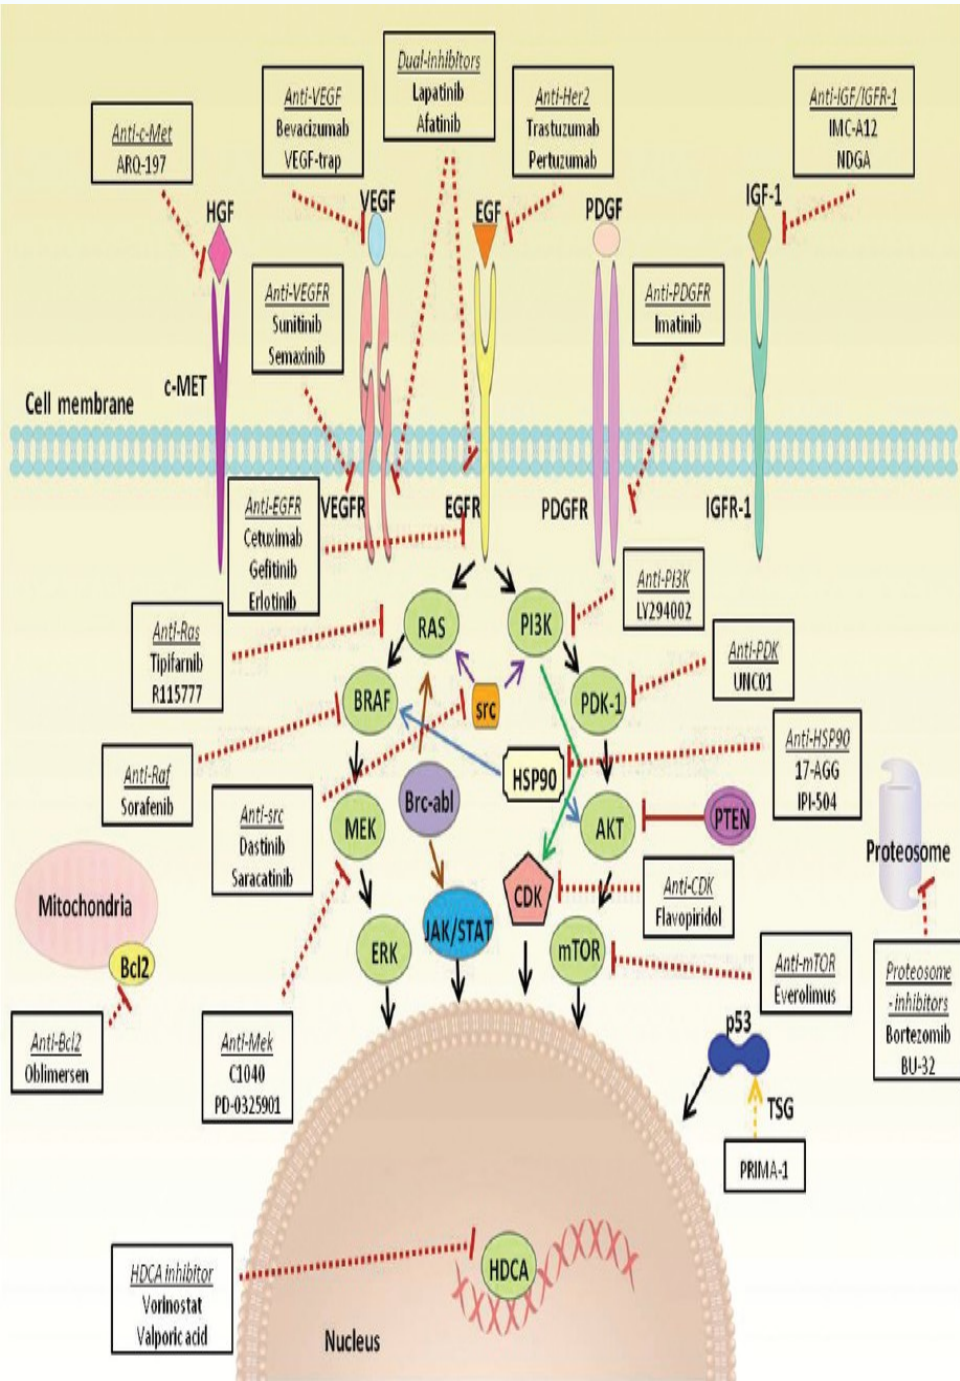 Dual-inhibitors
Lapatinib
Afatinib
Anti-VEGF
Bevacizumab
VEGF-trap
Anti-Her2
Trastuzumab
Pertuzumab
Anti-IGF/IGFR-1
IMC-A12
NDGA
Anti-c-Met
ARQ-197
HGF
VEGF
EGF
PDGF
IGF-1
Anti-VEGFR
Sunitinib
Semaxinib
Anti-PDGFR
Imatinib
c-MET
Cell membrane
VEGFR
EGFR
PDGFR
IGFR-1
Anti-EGFR
Cetuximab
Gefitinib
Erlotinib
Anti-PI3K
LY294002
RAS
PI3K
Anti-Ras
Tipifarnib
R115777
Anti-PDK
UNC01
BRAF
src
PDK-1
Anti-HSP90
17-AGG
IPI-504
Anti-Raf
Sorafenib
HSP90
Brc-abl
Anti-src
Dastinib
Saracatinib
MEK
AKT
PTEN
Proteosome
Mitochondria
Bcl2
CDK
Anti-CDK
Flavopiridol
ERK
JAK/STAT
mTOR
Anti-mTOR
Everolimus
Proteosome
-inhibitors
Bortezomib
BU-32
Anti-Bcl2
Oblimersen
Anti-Mek
C1040
PD-0325901
p53
TSG
PRIMA-1
HDCA inhibitor
Vorinostat
Valporic acid
HDCA
Nucleus